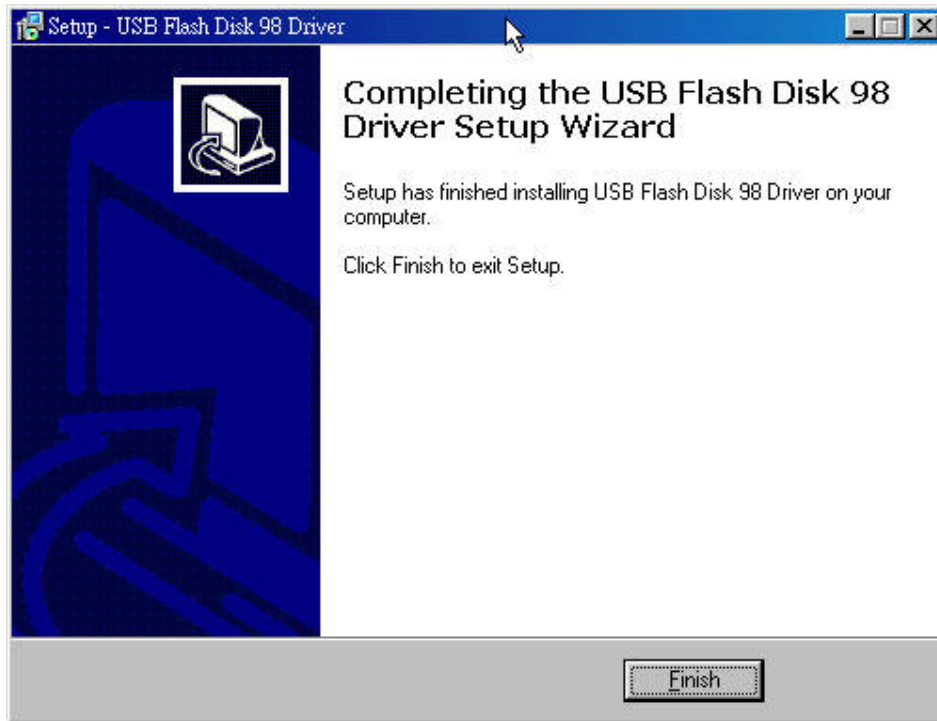 Setup - USB Flash Disk 98 Driver
Completing the USB Flash Disk 98
Driver Setup Wizard
Setup has finished installing USB Flash Disk 98 Driver on your
computer.
Click Finish to exit Setup.
Finish